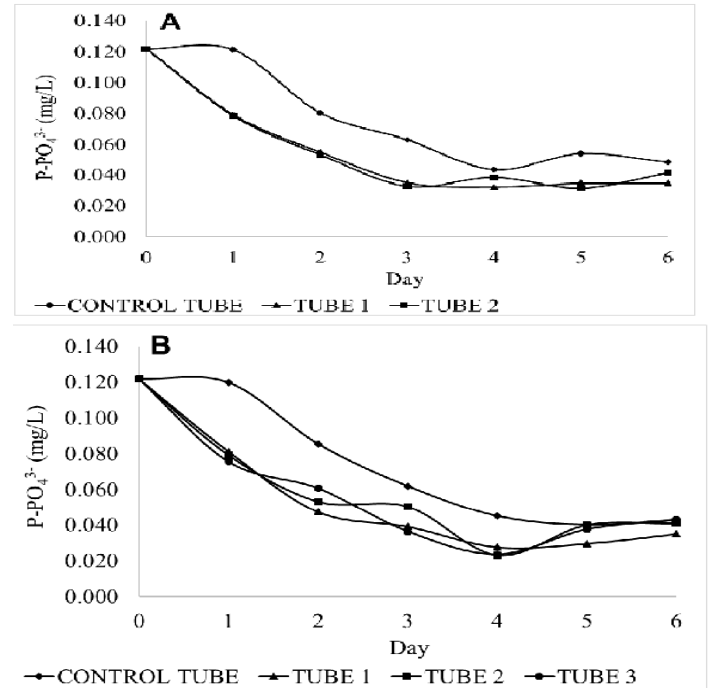 A
0.140
0.120
0.100
0.080
0.060
0.040
0.020
0.000
P-PO₄³⁻ (mg/L)
0 1 2 3 4 5 6
Day
CONTROL TUBE TUBE 1 TUBE 2
B
0.140
0.120
0.100
0.080
0.060
0.040
0.020
0.000
P-PO₄³⁻ (mg/L)
0 1 2 3 4 5 6
Day
CONTROL TUBE TUBE 1 TUBE 2 TUBE 3